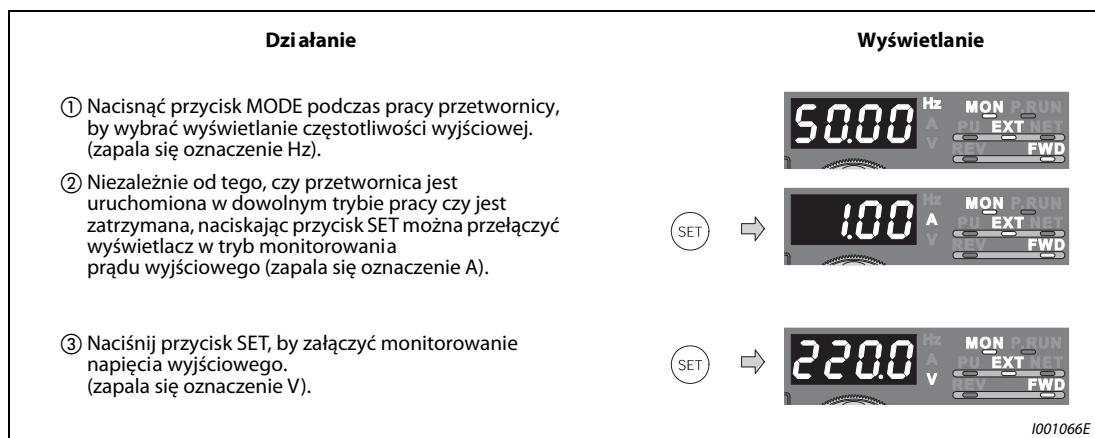 Działanie
Wyświetlanie
① Nacisnąć przycisk MODE podczas pracy przetwornicy,
by wybrać wyświetlanie częstotliwości wyjściowej.
(zapala się oznaczenie Hz).
50.00 Hz A V MON P.RUN PU EXT NET REV FWD
② Niezależnie od tego, czy przetwornica jest
uruchomiona w dowolnym trybie pracy czy jest
zatrzymana, naciskając przycisk SET można przełączyć
wyświetlacz w tryb monitorowania
prądu wyjściowego (zapala się oznaczenie A).
SET
1.00 Hz A V MON P.RUN PU EXT NET REV FWD
③ Naciśnij przycisk SET, by załączyć monitorowanie
napięcia wyjściowego.
(zapala się oznaczenie V).
SET
220.0 Hz A V MON P.RUN PU EXT NET REV FWD
I001066E